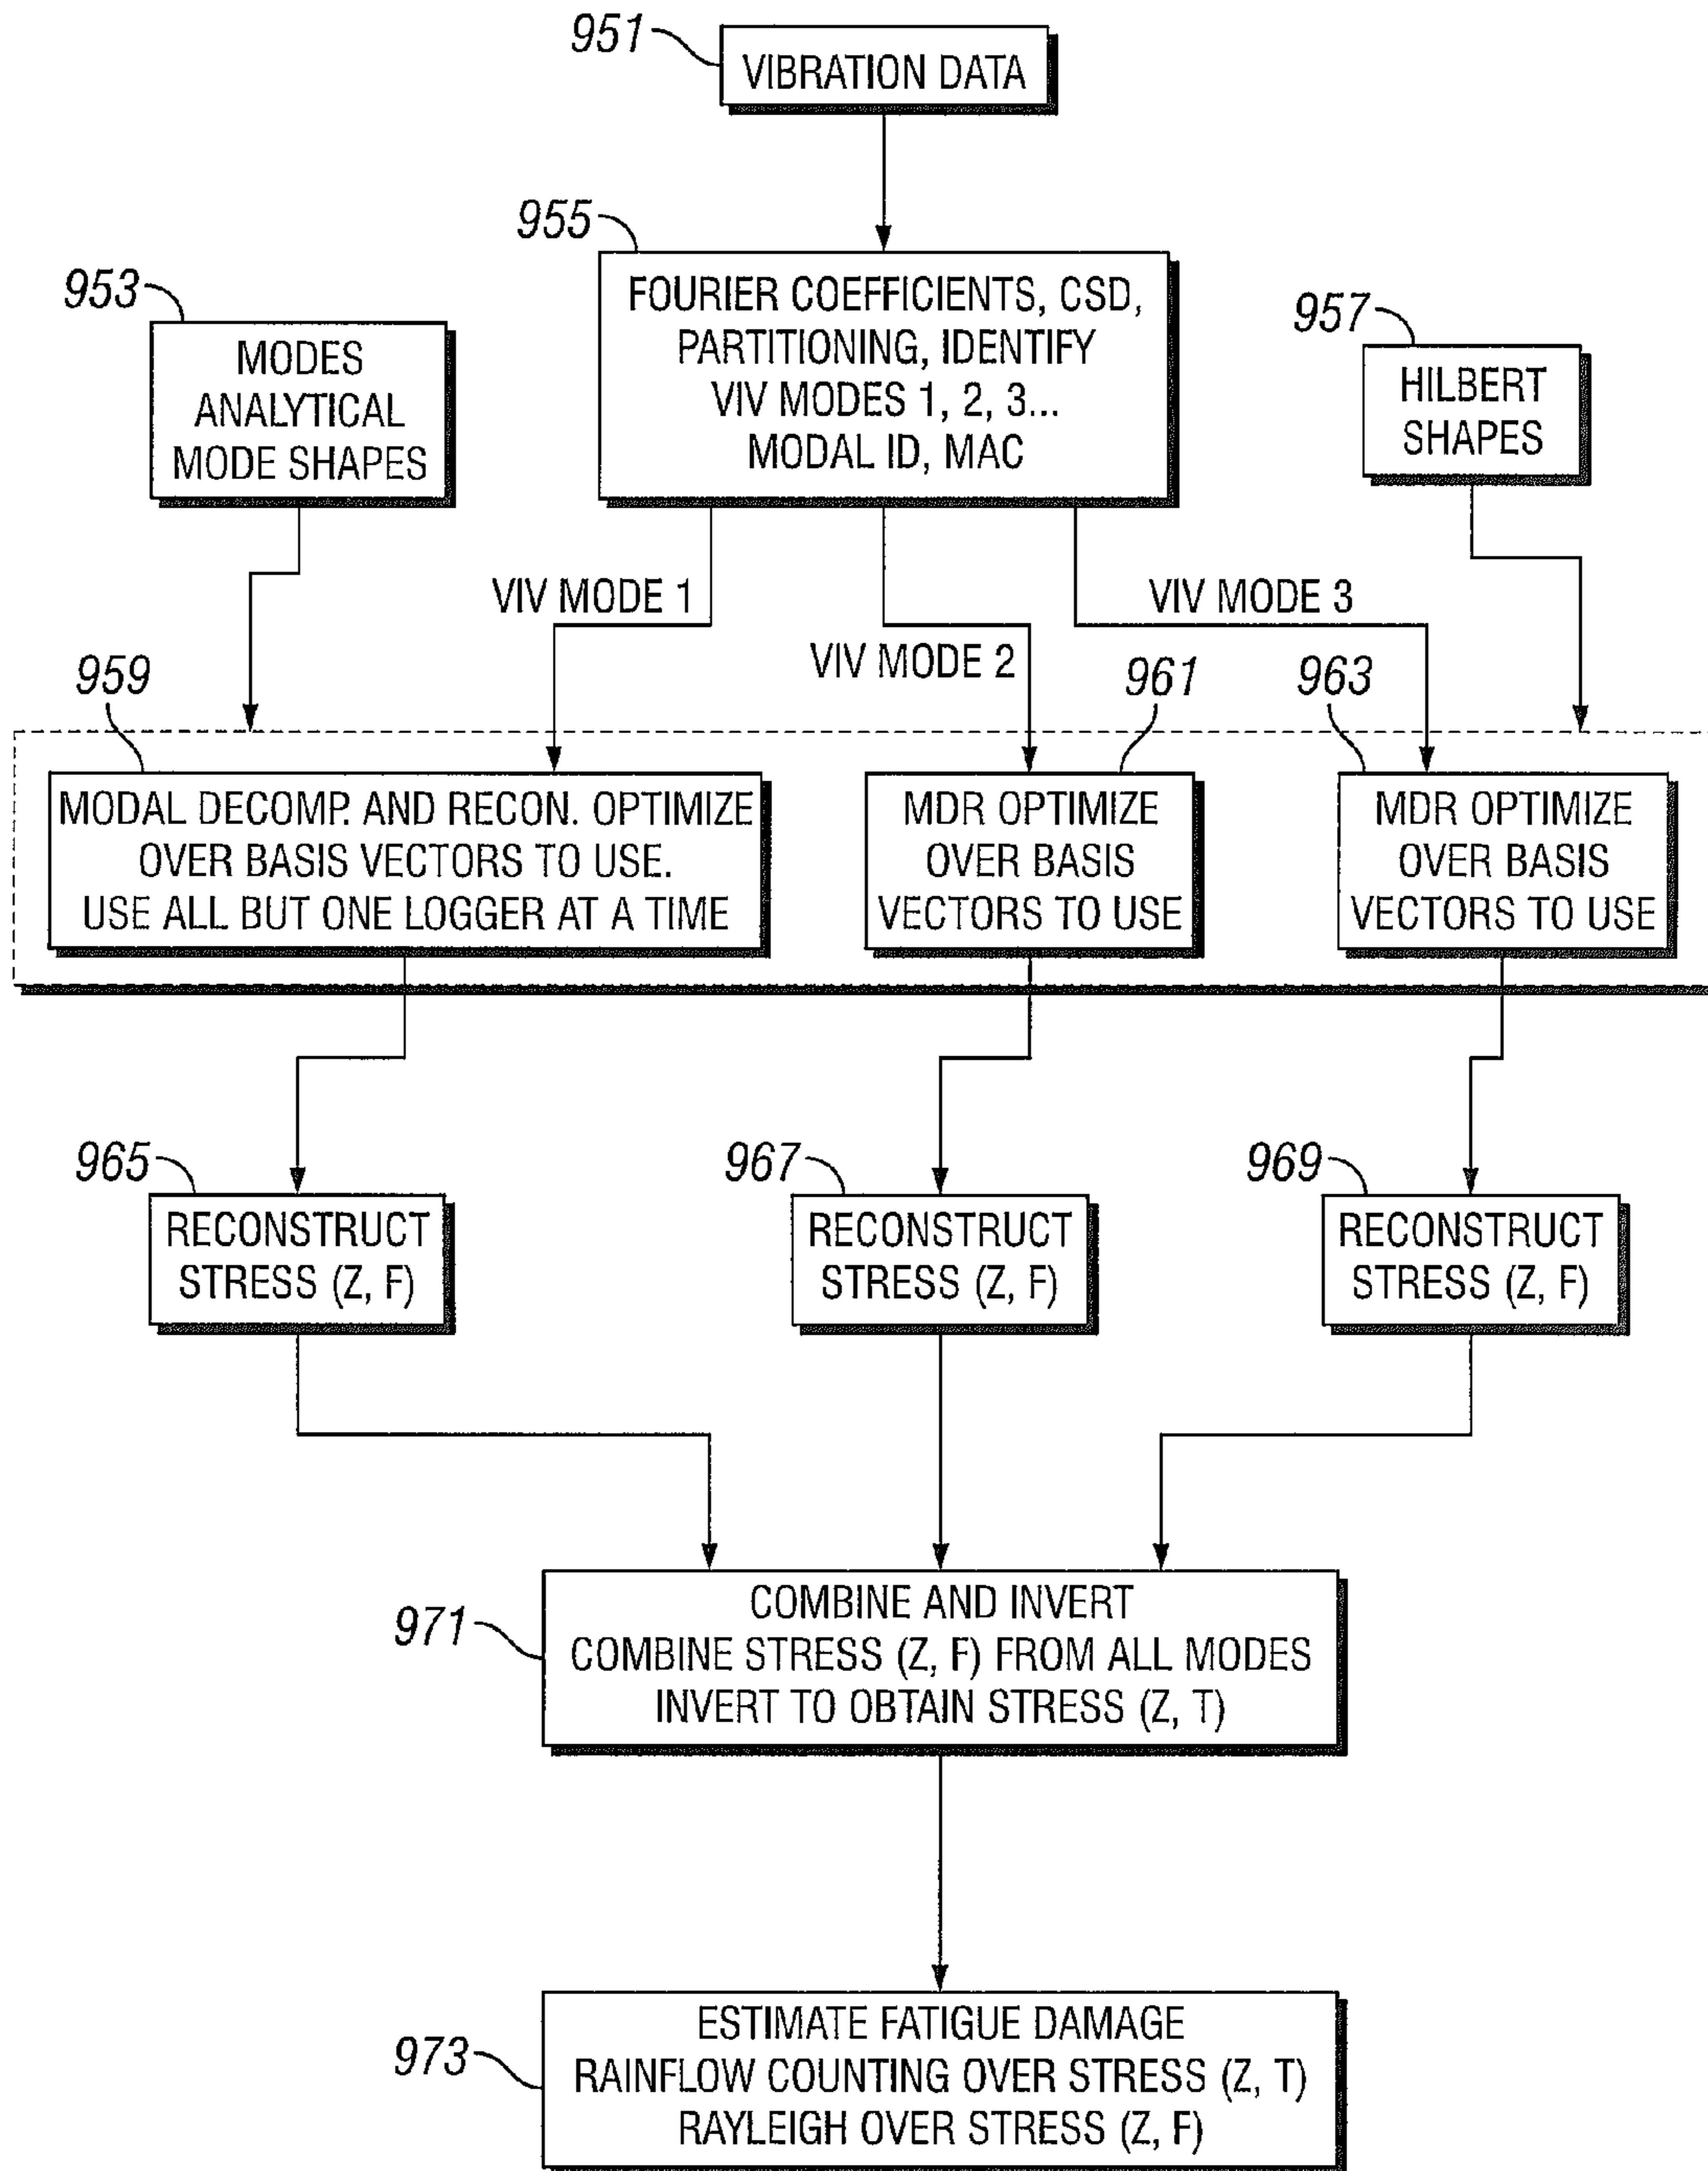 951
VIBRATION DATA
955
953
FOURIER COEFFICIENTS, CSD,
PARTITIONING, IDENTIFY
VIV MODES 1, 2, 3...
MODAL ID, MAC
957
MODES
ANALYTICAL
MODE SHAPES
HILBERT
SHAPES
VIV MODE 1
VIV MODE 3
VIV MODE 2
959
961
963
MODAL DECOMP. AND RECON. OPTIMIZE
OVER BASIS VECTORS TO USE.
USE ALL BUT ONE LOGGER AT A TIME
MDR OPTIMIZE
OVER BASIS
VECTORS TO USE
MDR OPTIMIZE
OVER BASIS
VECTORS TO USE
965
967
969
RECONSTRUCT
STRESS (Z, F)
RECONSTRUCT
STRESS (Z, F)
RECONSTRUCT
STRESS (Z, F)
971
COMBINE AND INVERT
COMBINE STRESS (Z, F) FROM ALL MODES
INVERT TO OBTAIN STRESS (Z, T)
973
ESTIMATE FATIGUE DAMAGE
RAINFLOW COUNTING OVER STRESS (Z, T)
RAYLEIGH OVER STRESS (Z, F)